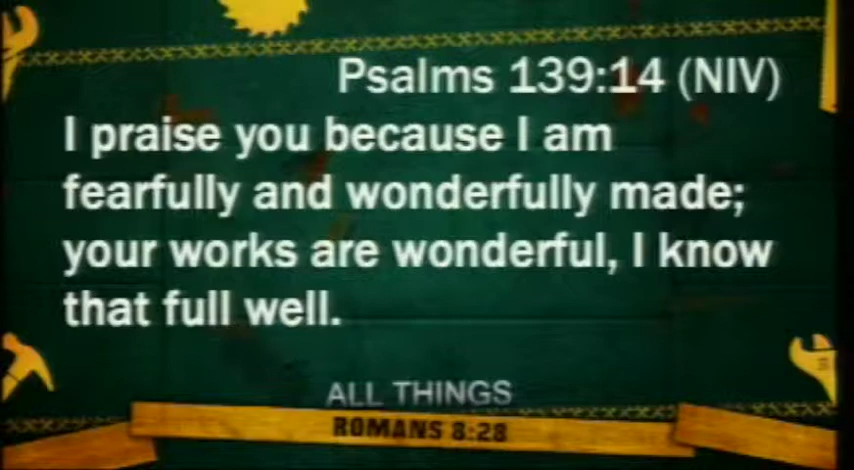 Psalms 139:14 (NIV)
I praise you because I am
fearfully and wonderfully made;
your works are wonderful, I know
that full well.
ALL THINGS
ROMANS 8:28